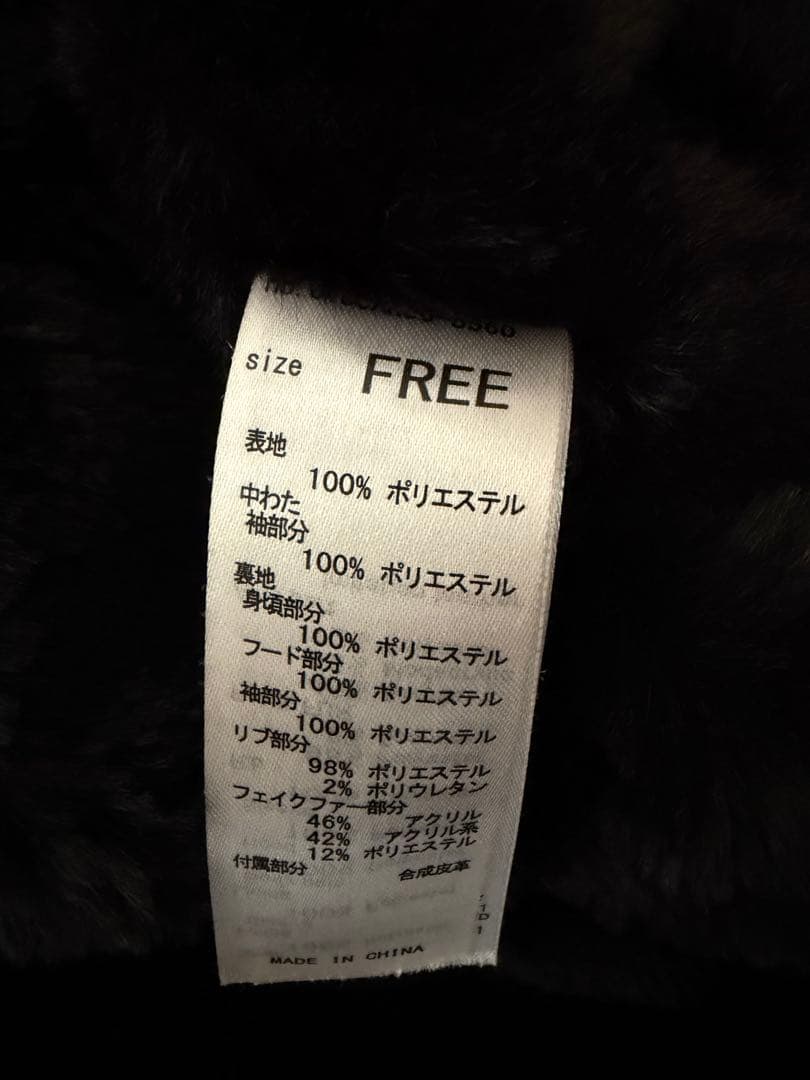 size FREE
表地
100% ポリエステル
中わた
袖部分
100% ポリエステル
裏地
身頃部分
100% ポリエステル
フード部分
100% ポリエステル
袖部分
100% ポリエステル
リブ部分
98% ポリエステル
2% ポリウレタン
フェイクファー部分
46% アクリル
42% アクリル系
12% ポリエステル
付属部分 合成皮革
MADE IN CHINA